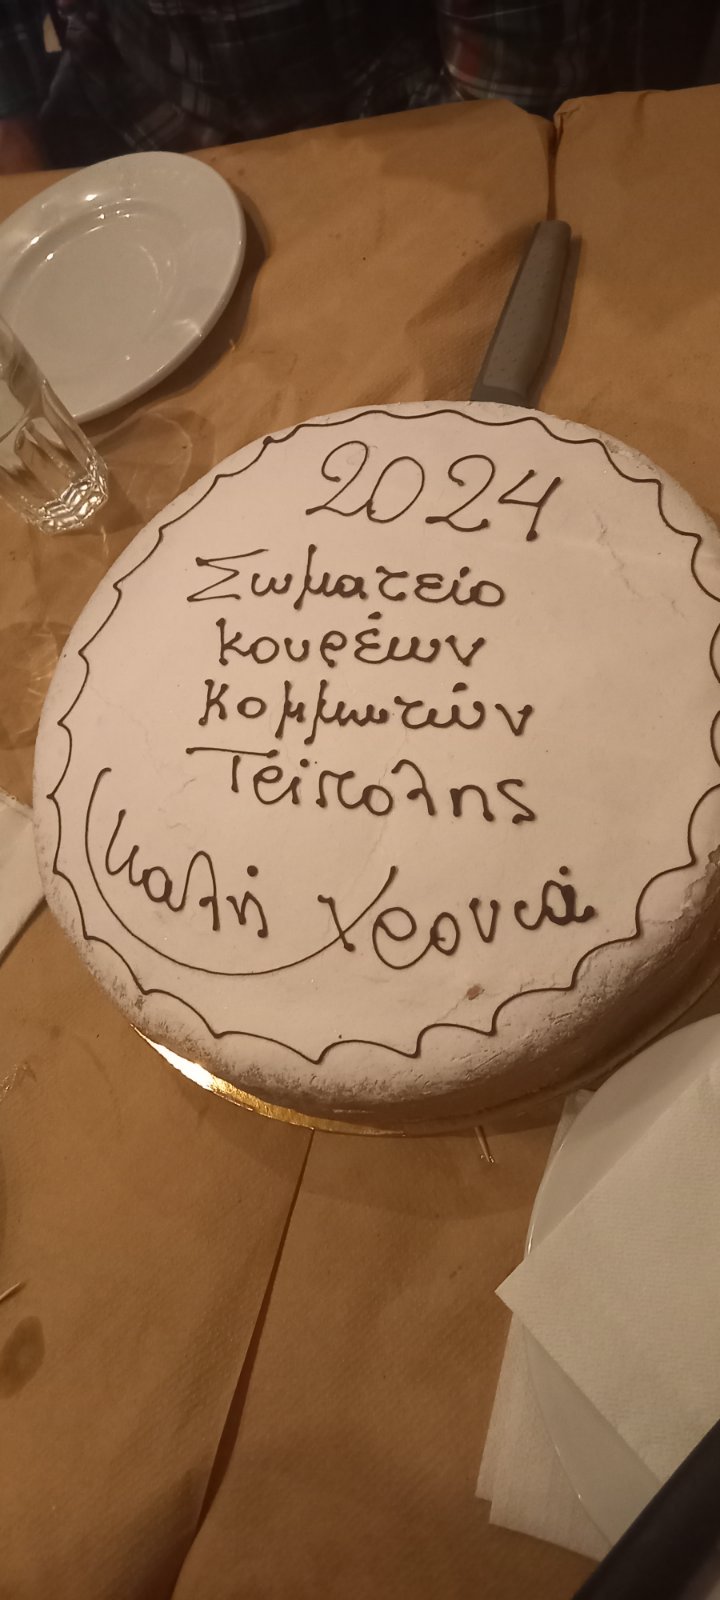 2024
Σωματείο
κουρέων
κομμωτών
Τρίπολης
Καλή χρονιά